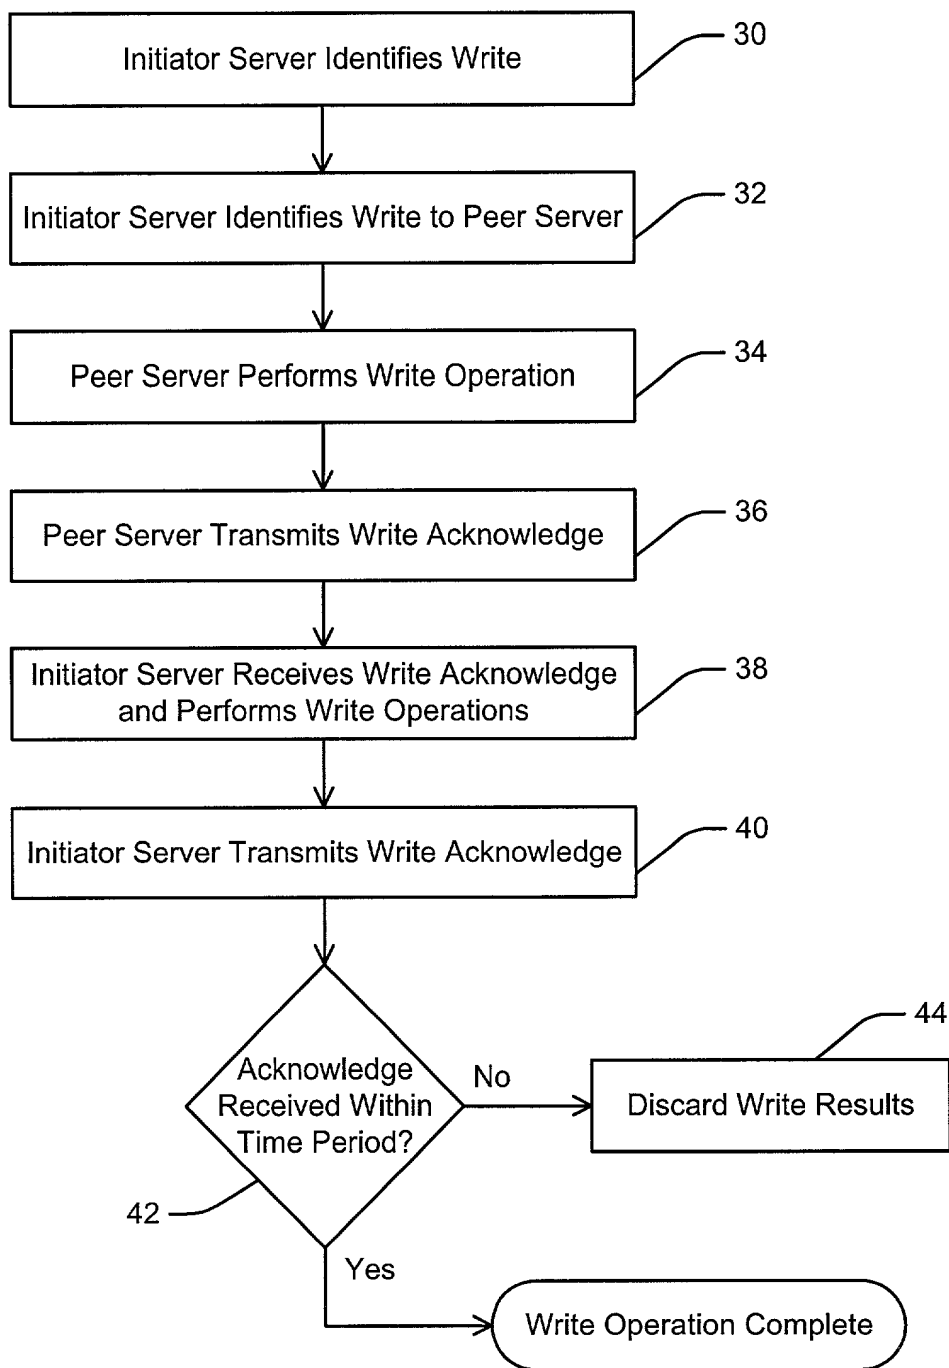 Initiator Server Identifies Write
30
Initiator Server Identifies Write to Peer Server
32
Peer Server Performs Write Operation
34
Peer Server Transmits Write Acknowledge
36
Initiator Server Receives Write Acknowledge
and Performs Write Operations
38
Initiator Server Transmits Write Acknowledge
40
Acknowledge
Received Within
Time Period?
42
No
Discard Write Results
44
Yes
Write Operation Complete